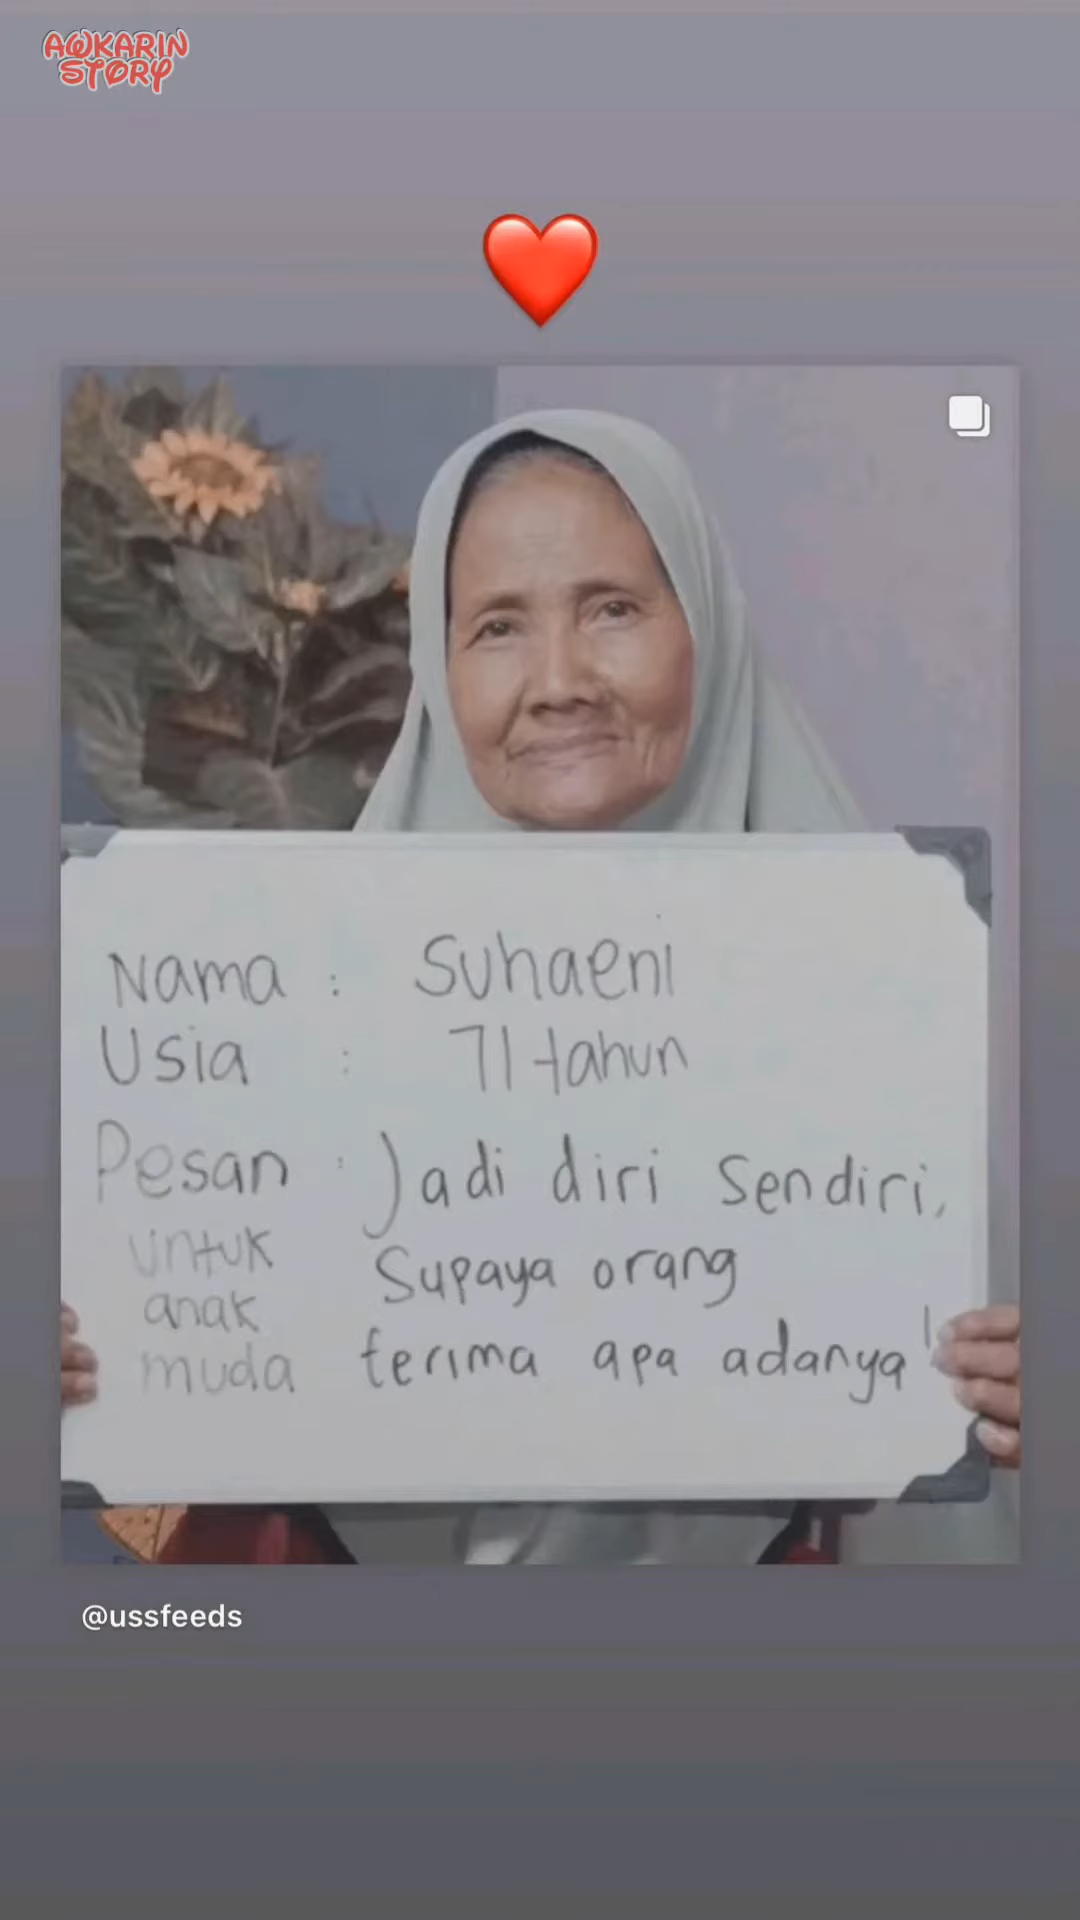 AWKARIN
STORY
Nama : Suhaeni
Usia : 71 tahun
Pesan : Jadi diri sendiri,
untuk Supaya orang
anak
muda terima apa adanya!
@ussfeeds